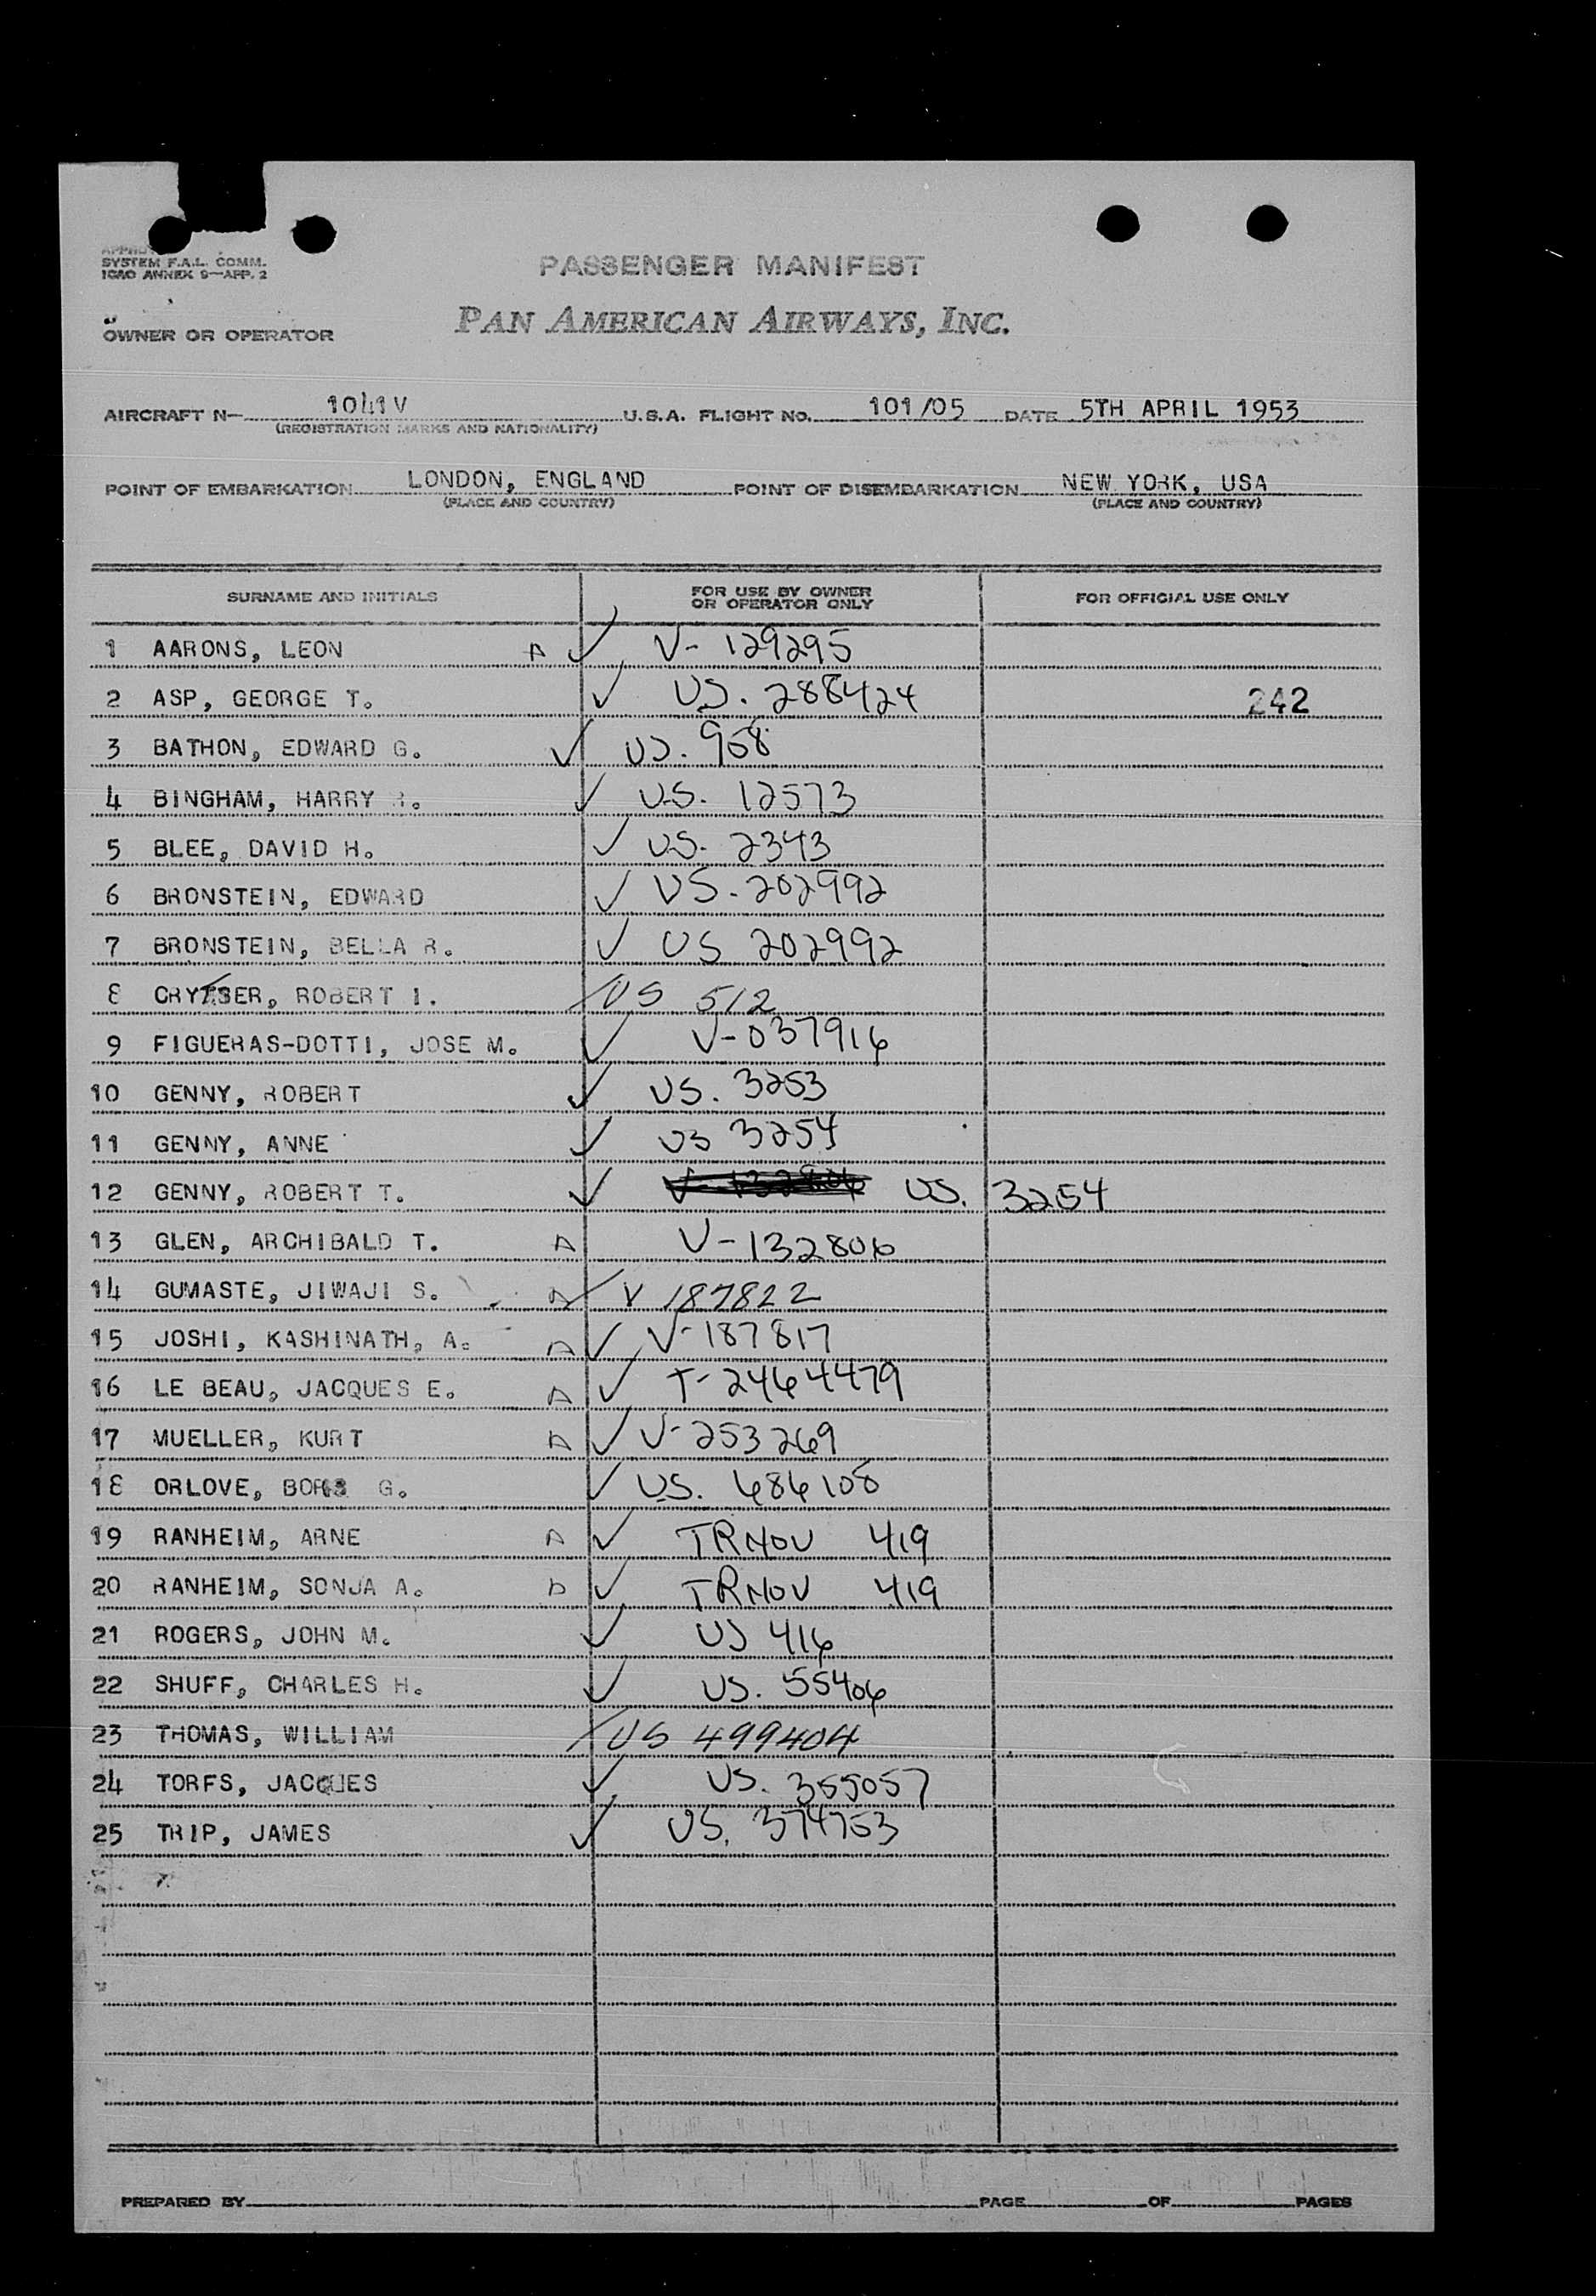 SYSTEM F.A.L. COMM.
ICAO ANNEX 9—APP. 2
PASSENGER MANIFEST
OWNER OR OPERATOR PAN AMERICAN AIRWAYS, INC.
AIRCRAFT N— 1041V U.S.A. FLIGHT NO. 101/05 DATE 5TH APRIL 1953
(REGISTRATION MARKS AND NATIONALITY)
POINT OF EMBARKATION LONDON, ENGLAND POINT OF DISEMBARKATION NEW YORK, USA
(PLACE AND COUNTRY) (PLACE AND COUNTRY)
SURNAME AND INITIALS FOR USE BY OWNER OR OPERATOR ONLY FOR OFFICIAL USE ONLY
1 AARONS, LEON A ✓ V- 129295
2 ASP, GEORGE T. ✓ US. 288424 242
3 BATHON, EDWARD G. ✓ US. 958
4 BINGHAM, HARRY ✓ U.S. 12573
5 BLEE, DAVID H. ✓ US. 2343
6 BRONSTEIN, EDWARD ✓ US. 202992
7 BRONSTEIN, BELLA R. ✓ US 202992
8 ROBERT I. ✓ US 512
9 FIGUERAS-DOTTI, JOSE M. ✓ V-037916
10 GENNY, ROBERT ✓ US. 3253
11 GENNY, ANNE ✓ US 3254
12 GENNY, ROBERT T. ✓ US. 3254
13 GLEN, ARCHIBALD T. A V-132806
14 GUMASTE, JIWAJI S. A ✓ V 187822
15 JOSHI, KASHINATH, A. A ✓ V-187817
16 LE BEAU, JACQUES E. A ✓ T-2464479
17 MUELLER, KURT A ✓ V-253269
18 ORLOVE, BORIS G. ✓ US. 686108
19 RANHEIM, ARNE A ✓ TRNOV 419
20 RANHEIM, SONJA A. ✓ TRNOV 419
21 ROGERS, JOHN M. ✓ US 416
22 SHUFF, CHARLES H. ✓ US. 55406
23 THOMAS, WILLIAM ✓ US 499404
24 TORFS, JACQUES ✓ US. 355057
25 TRIP, JAMES ✓ US. 374753
PREPARED BY PAGE OF PAGES